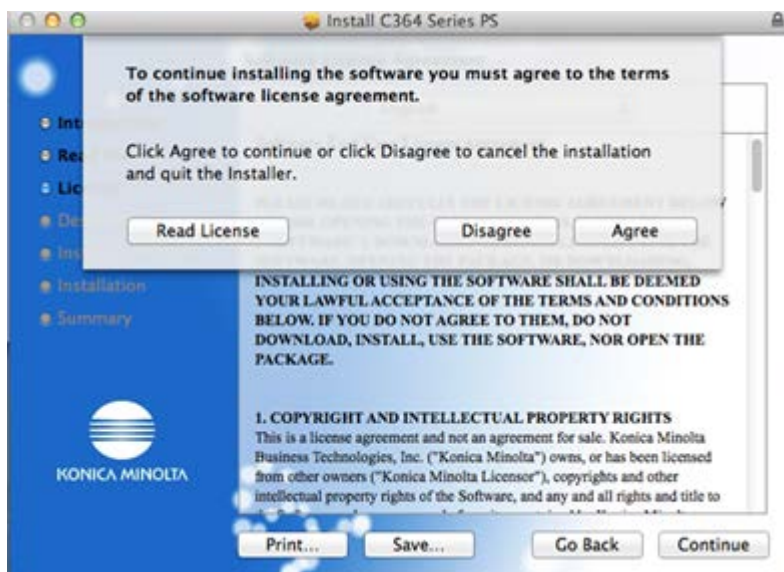 Install C364 Series PS
To continue installing the software you must agree to the terms
of the software license agreement.
Click Agree to continue or click Disagree to cancel the installation
and quit the Installer.
Read License
Disagree
Agree
Installation
Summary
INSTALLING OR USING THE SOFTWARE SHALL BE DEEMED
YOUR LAWFUL ACCEPTANCE OF THE TERMS AND CONDITIONS
BELOW. IF YOU DO NOT AGREE TO THEM, DO NOT
DOWNLOAD, INSTALL, USE THE SOFTWARE, NOR OPEN THE
PACKAGE.
1. COPYRIGHT AND INTELLECTUAL PROPERTY RIGHTS
This is a license agreement and not an agreement for sale. Konica Minolta
Business Technologies, Inc. ("Konica Minolta") owns, or has been licensed
from other owners ("Konica Minolta Licensor"), copyrights and other
intellectual property rights of the Software, and any and all rights and title to
KONICA MINOLTA
Print...
Save...
Go Back
Continue